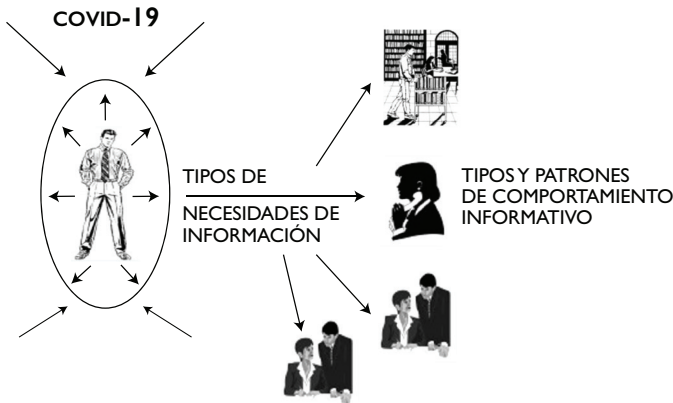 COVID-19
TIPOS DE
NECESIDADES DE
INFORMACIÓN
TIPOS Y PATRONES
DE COMPORTAMIENTO
INFORMATIVO